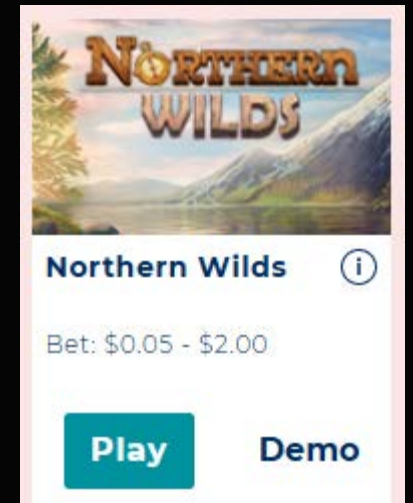 NORTHERN
WILDS
Northern Wilds i
Bet: $0.05 - $2.00
Play Demo